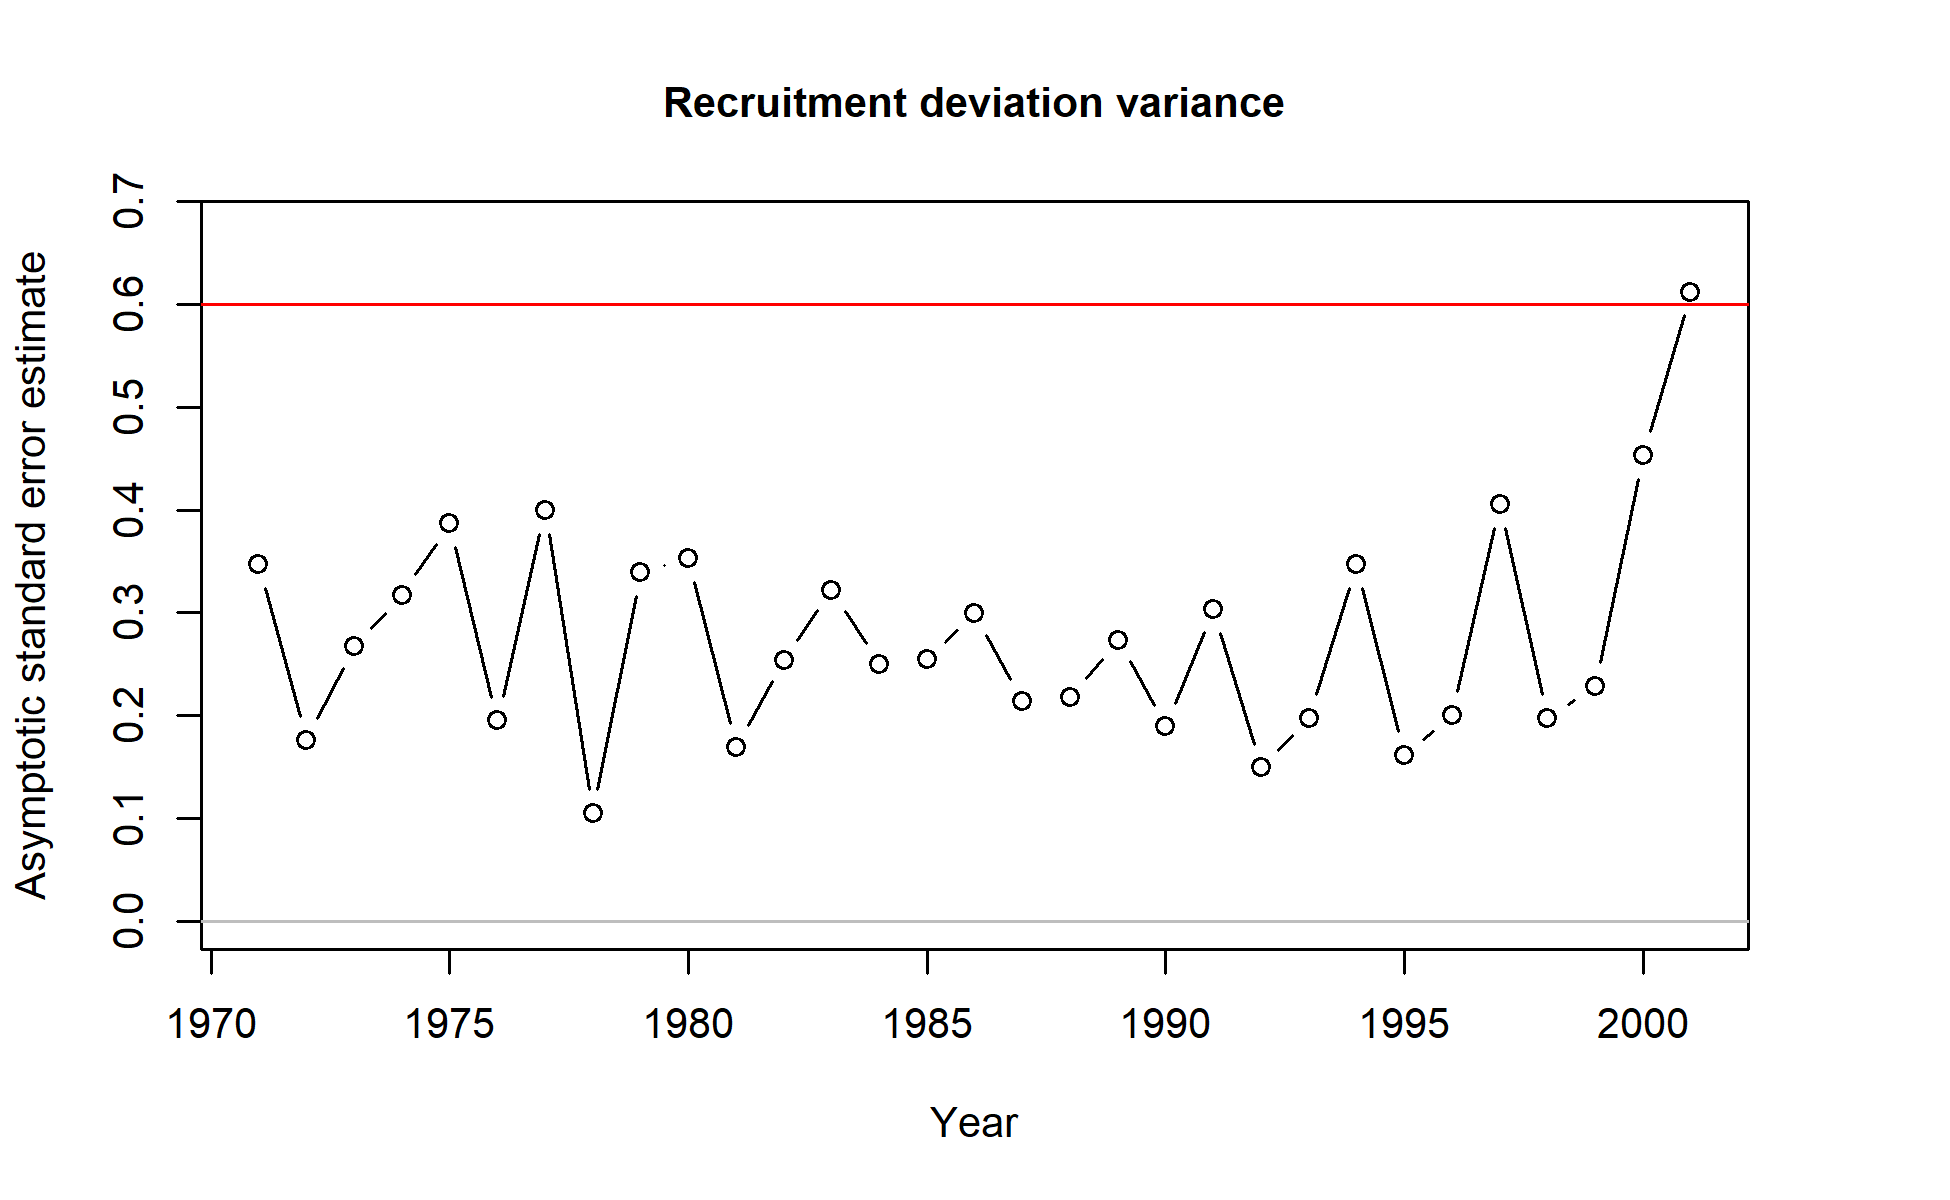 Recruitment deviation variance
Asymptotic standard error estimate
0.7
0.6
0.5
0.4
0.3
0.2
0.1
0.0
1970 1975 1980 1985 1990 1995 2000
Year